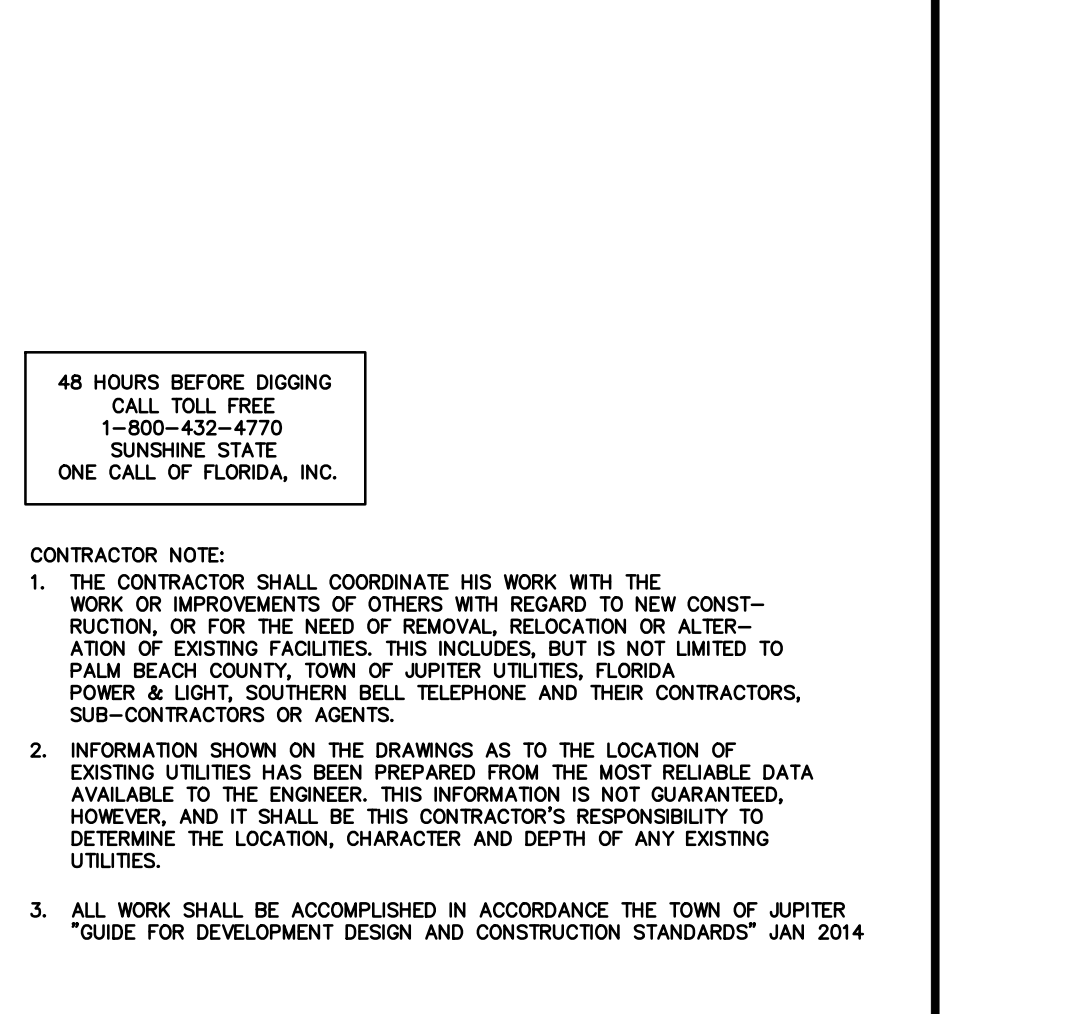 48 HOURS BEFORE DIGGING
CALL TOLL FREE
1-800-432-4770
SUNSHINE STATE
ONE CALL OF FLORIDA, INC.
CONTRACTOR NOTE:
1. THE CONTRACTOR SHALL COORDINATE HIS WORK WITH THE
WORK OR IMPROVEMENTS OF OTHERS WITH REGARD TO NEW CONST-
RUCTION, OR FOR THE NEED OF REMOVAL, RELOCATION OR ALTER-
ATION OF EXISTING FACILITIES. THIS INCLUDES, BUT IS NOT LIMITED TO
PALM BEACH COUNTY, TOWN OF JUPITER UTILITIES, FLORIDA
POWER & LIGHT, SOUTHERN BELL TELEPHONE AND THEIR CONTRACTORS,
SUB-CONTRACTORS OR AGENTS.
2. INFORMATION SHOWN ON THE DRAWINGS AS TO THE LOCATION OF
EXISTING UTILITIES HAS BEEN PREPARED FROM THE MOST RELIABLE DATA
AVAILABLE TO THE ENGINEER. THIS INFORMATION IS NOT GUARANTEED,
HOWEVER, AND IT SHALL BE THIS CONTRACTOR'S RESPONSIBILITY TO
DETERMINE THE LOCATION, CHARACTER AND DEPTH OF ANY EXISTING
UTILITIES.
3. ALL WORK SHALL BE ACCOMPLISHED IN ACCORDANCE THE TOWN OF JUPITER
"GUIDE FOR DEVELOPMENT DESIGN AND CONSTRUCTION STANDARDS" JAN 2014